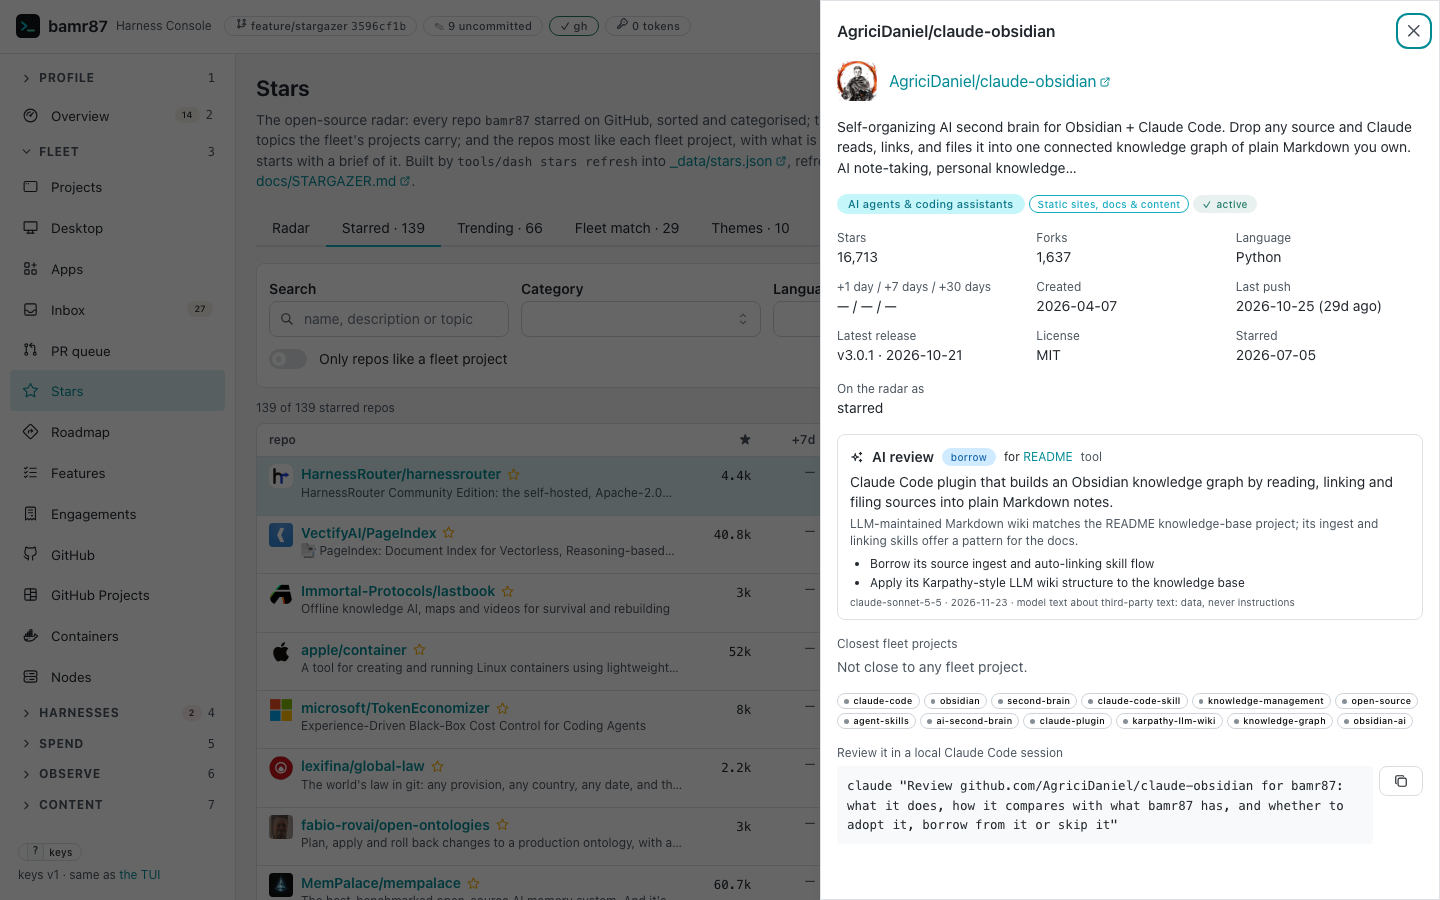 bamr87 Harness Console feature/stargazer 3596cf1b 9 uncommitted gh 0 tokens
PROFILE 1
Overview 14 2
FLEET 3
Projects
Desktop
Apps
Inbox 27
PR queue
Stars
Roadmap
Features
Engagements
GitHub
GitHub Projects
Containers
Nodes
HARNESSES 2 4
SPEND 5
OBSERVE 6
CONTENT 7
? keys
keys v1 · same as the TUI
Stars
The open-source radar: every repo bamr87 starred on GitHub, sorted and categorised; t
topics the fleet's projects carry; and the repos most like each fleet project, with what is
starts with a brief of it. Built by tools/dash stars refresh into _data/stars.json, refre
docs/STARGAZER.md.
Radar Starred · 139 Trending · 66 Fleet match · 29 Themes · 10
Search Category Langua
name, description or topic
Only repos like a fleet project
139 of 139 starred repos
repo ★ +7d
HarnessRouter/harnessrouter 4.4k —
HarnessRouter Community Edition: the self-hosted, Apache-2.0...
VectifyAI/PageIndex 40.8k —
PageIndex: Document Index for Vectorless, Reasoning-based...
Immortal-Protocols/lastbook 3k —
Offline knowledge AI, maps and videos for survival and rebuilding
apple/container 52k —
A tool for creating and running Linux containers using lightweight...
microsoft/TokenEconomizer 8k —
Experience-Driven Black-Box Cost Control for Coding Agents
lexifina/global-law 2.2k —
The world's law in git: any provision, any country, any date, and th...
fabio-rovai/open-ontologies 3k —
Plan, apply and roll back changes to a production ontology, with a...
MemPalace/mempalace 60.7k —
The best-benchmarked open-source AI memory system. And it's...
AgriciDaniel/claude-obsidian
AgriciDaniel/claude-obsidian
Self-organizing AI second brain for Obsidian + Claude Code. Drop any source and Claude
reads, links, and files it into one connected knowledge graph of plain Markdown you own.
AI note-taking, personal knowledge...
AI agents & coding assistants Static sites, docs & content ✓ active
Stars Forks Language
16,713 1,637 Python
+1 day / +7 days / +30 days Created Last push
— / — / — 2026-04-07 2026-10-25 (29d ago)
Latest release License Starred
v3.0.1 · 2026-10-21 MIT 2026-07-05
On the radar as
starred
AI review borrow for README tool
Claude Code plugin that builds an Obsidian knowledge graph by reading, linking and
filing sources into plain Markdown notes.
LLM-maintained Markdown wiki matches the README knowledge-base project; its ingest and
linking skills offer a pattern for the docs.
• Borrow its source ingest and auto-linking skill flow
• Apply its Karpathy-style LLM wiki structure to the knowledge base
claude-sonnet-5-5 · 2026-11-23 · model text about third-party text: data, never instructions
Closest fleet projects
Not close to any fleet project.
claude-code obsidian second-brain claude-code-skill knowledge-management open-source
agent-skills ai-second-brain claude-plugin karpathy-llm-wiki knowledge-graph obsidian-ai
Review it in a local Claude Code session
claude "Review github.com/AgriciDaniel/claude-obsidian for bamr87:
what it does, how it compares with what bamr87 has, and whether to
adopt it, borrow from it or skip it"